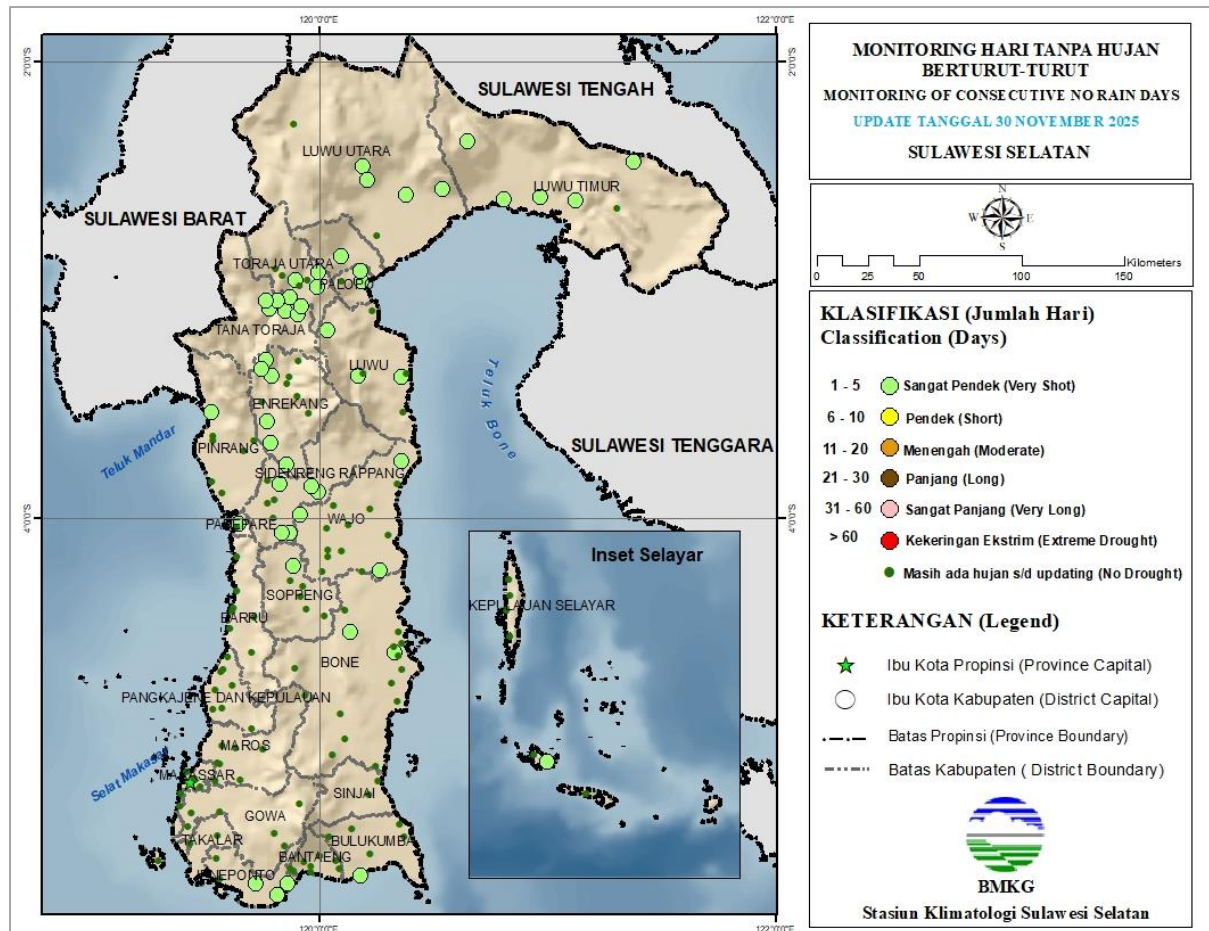 120°0'0"E
122°0'0"E
2°0'0"S
2°0'0"S
SULAWESI TENGAH
LUWU UTARA
LUWU TIMUR
SULAWESI BARAT
TORAJA UTARA
PALOPO
TANA TORAJA
LUWU
Teluk Bone
ENREKANG
SULAWESI TENGGARA
Teluk Mandar
PINRANG
SIDENRENG RAPPANG
4°0'0"S
4°0'0"S
PAREPARE
WAJO
SOPPENG
BARRU
BONE
PANGKAJENE DAN KEPULAUAN
MAROS
Selat Makasar
MAKASSAR
SINJAI
GOWA
TAKALAR
BULUKUMBA
BANTAENG
JENEPONTO
120°0'0"E
122°0'0"E
Inset Selayar
KEPULAUAN SELAYAR
MONITORING HARI TANPA HUJAN
BERTURUT-TURUT
MONITORING OF CONSECUTIVE NO RAIN DAYS
UPDATE TANGGAL 30 NOVEMBER 2025
SULAWESI SELATAN
N
W E
S
Kilometers
0 25 50 100 150
KLASIFIKASI (Jumlah Hari)
Classification (Days)
1 - 5 Sangat Pendek (Very Shot)
6 - 10 Pendek (Short)
11 - 20 Menengah (Moderate)
21 - 30 Panjang (Long)
31 - 60 Sangat Panjang (Very Long)
> 60 Kekeringan Ekstrim (Extreme Drought)
Masih ada hujan s/d updating (No Drought)
KETERANGAN (Legend)
Ibu Kota Propinsi (Province Capital)
Ibu Kota Kabupaten (District Capital)
Batas Propinsi (Province Boundary)
Batas Kabupaten ( District Boundary)
BMKG
Stasiun Klimatologi Sulawesi Selatan